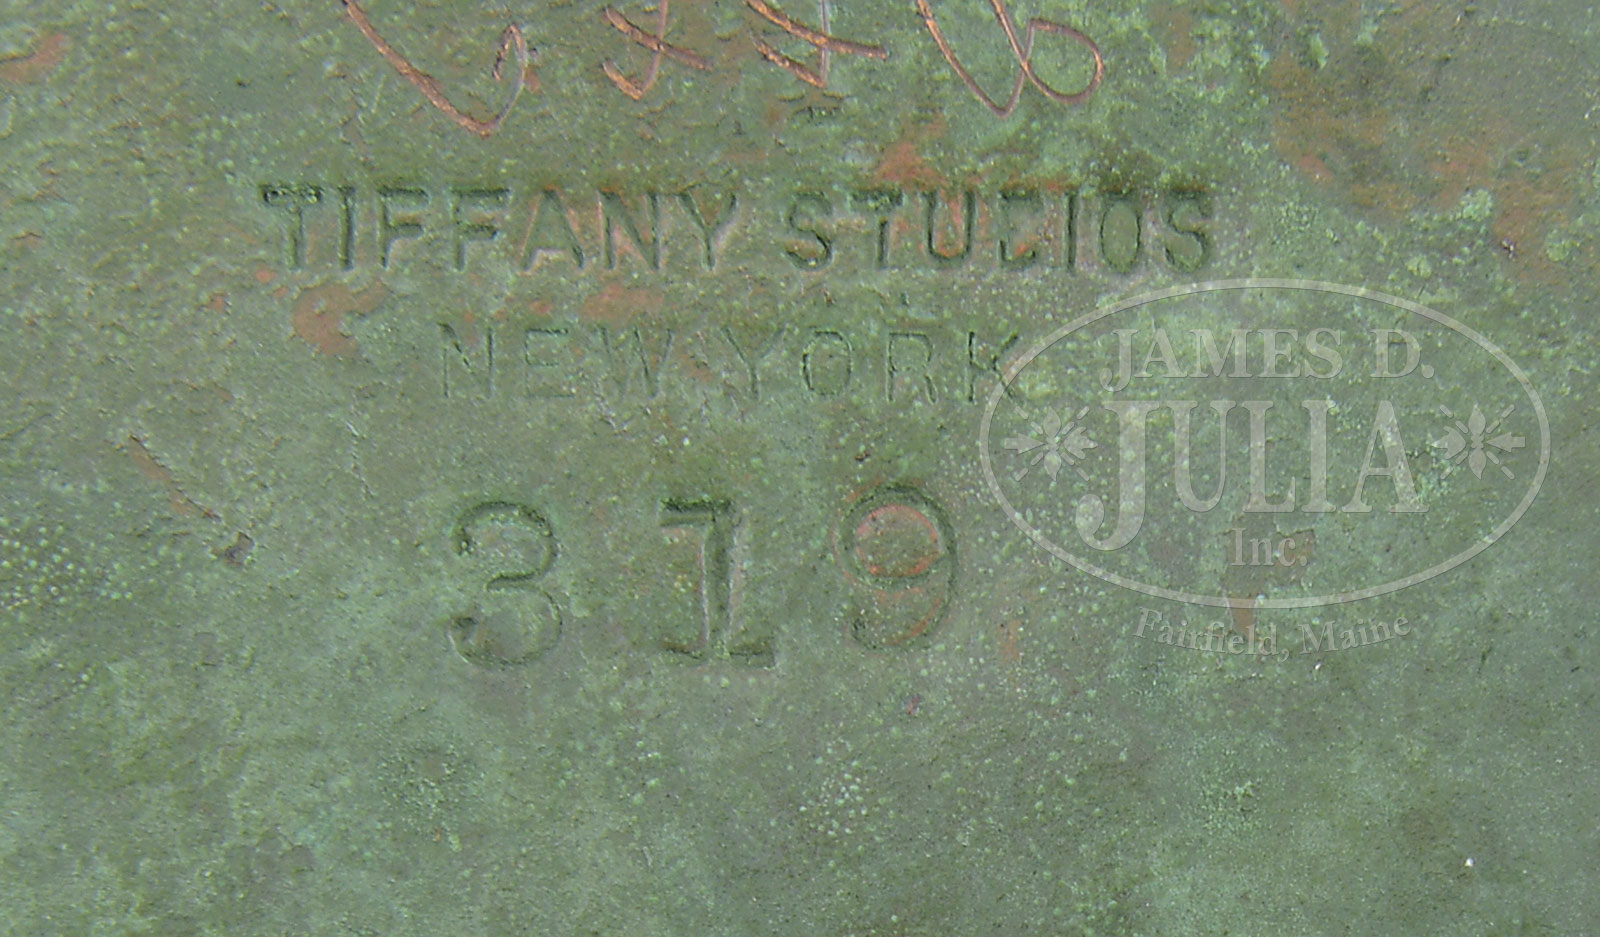 TIFFANY STUDIOS
NEW YORK
319
JAMES D.
JULIA
Inc.
Fairfield, Maine